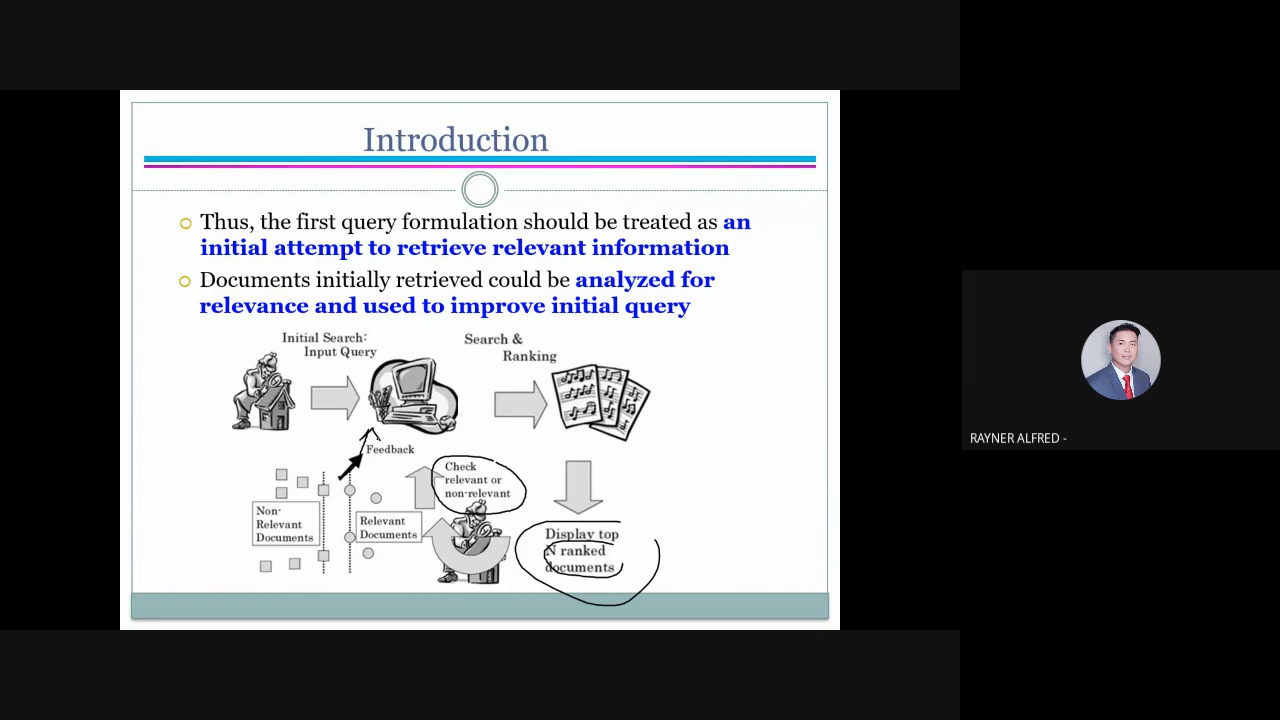 Introduction
Thus, the first query formulation should be treated as an
initial attempt to retrieve relevant information
Documents initially retrieved could be analyzed for
relevance and used to improve initial query
Initial Search:
Input Query
Search &
Ranking
Feedback
Check
relevant or
non-relevant
Non-
Relevant
Documents
Relevant
Documents
Display top
N ranked
documents
RAYNER ALFRED -